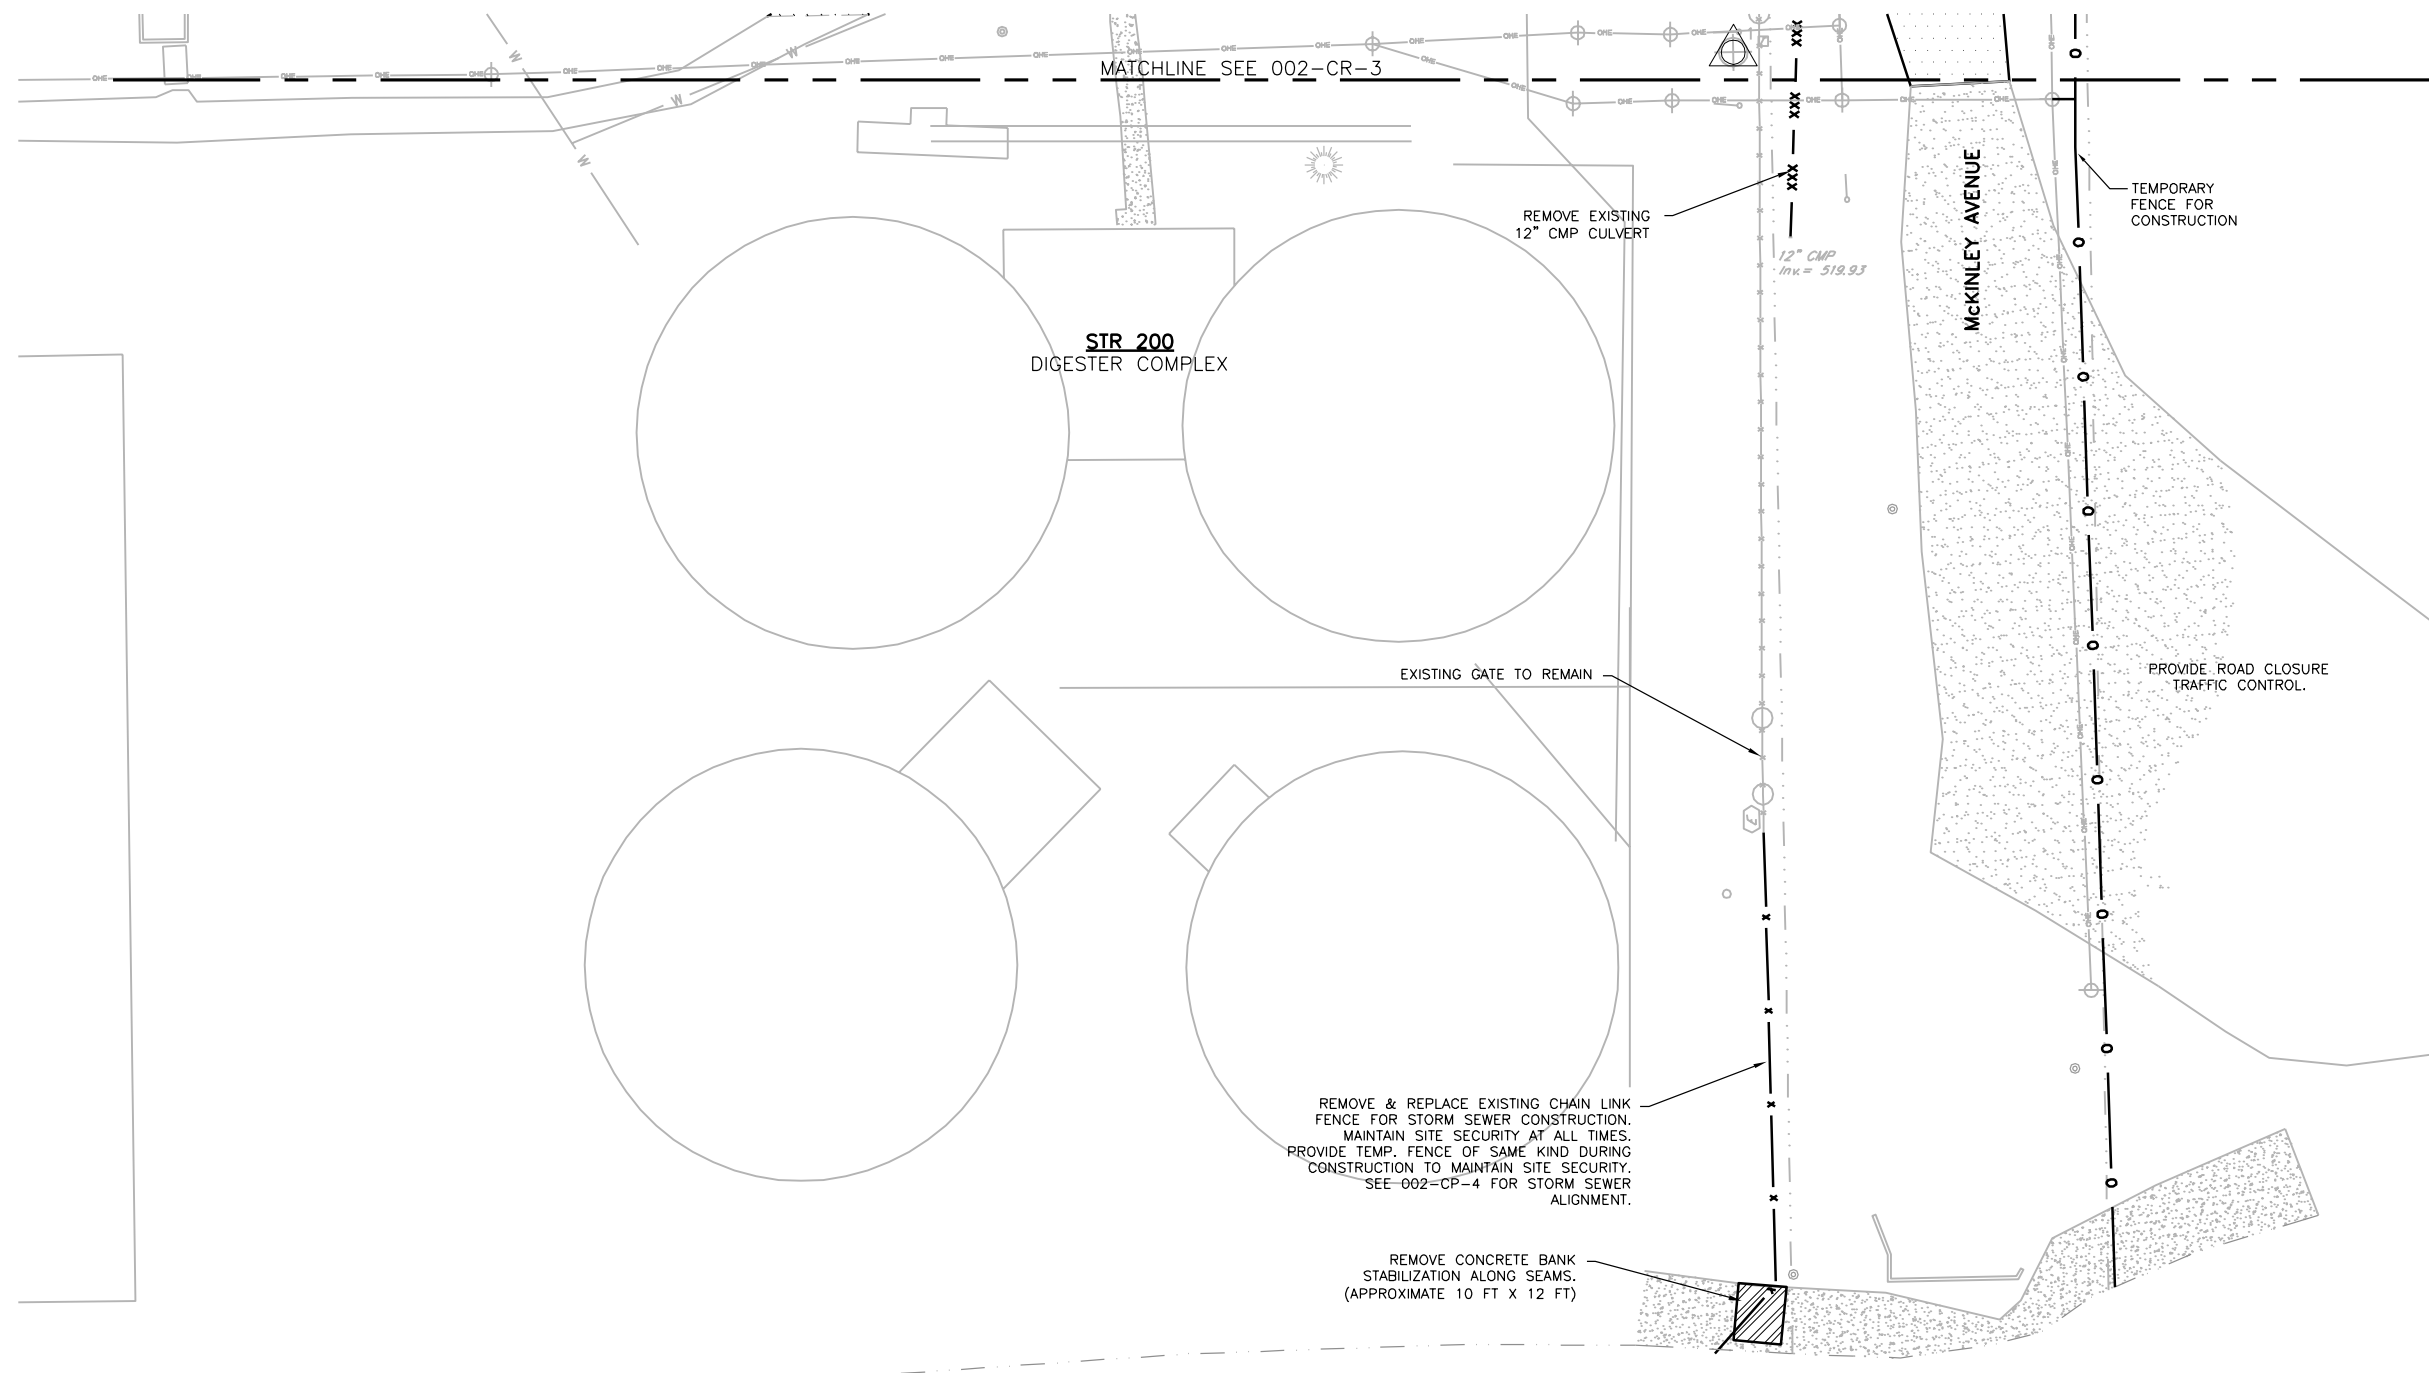 MATCHLINE SEE 002-CR-3
REMOVE EXISTING
12" CMP CULVERT
12" CMP
Inv.= 519.93
McKINLEY AVENUE
TEMPORARY
FENCE FOR
CONSTRUCTION
STR 200
DIGESTER COMPLEX
EXISTING GATE TO REMAIN
PROVIDE ROAD CLOSURE
TRAFFIC CONTROL.
E
REMOVE & REPLACE EXISTING CHAIN LINK
FENCE FOR STORM SEWER CONSTRUCTION.
MAINTAIN SITE SECURITY AT ALL TIMES.
PROVIDE TEMP. FENCE OF SAME KIND DURING
CONSTRUCTION TO MAINTAIN SITE SECURITY.
SEE 002-CP-4 FOR STORM SEWER
ALIGNMENT.
REMOVE CONCRETE BANK
STABILIZATION ALONG SEAMS.
(APPROXIMATE 10 FT X 12 FT)